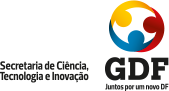 Secretaria de Ciência,
Tecnologia e Inovação
GDF
Juntos por um novo DF